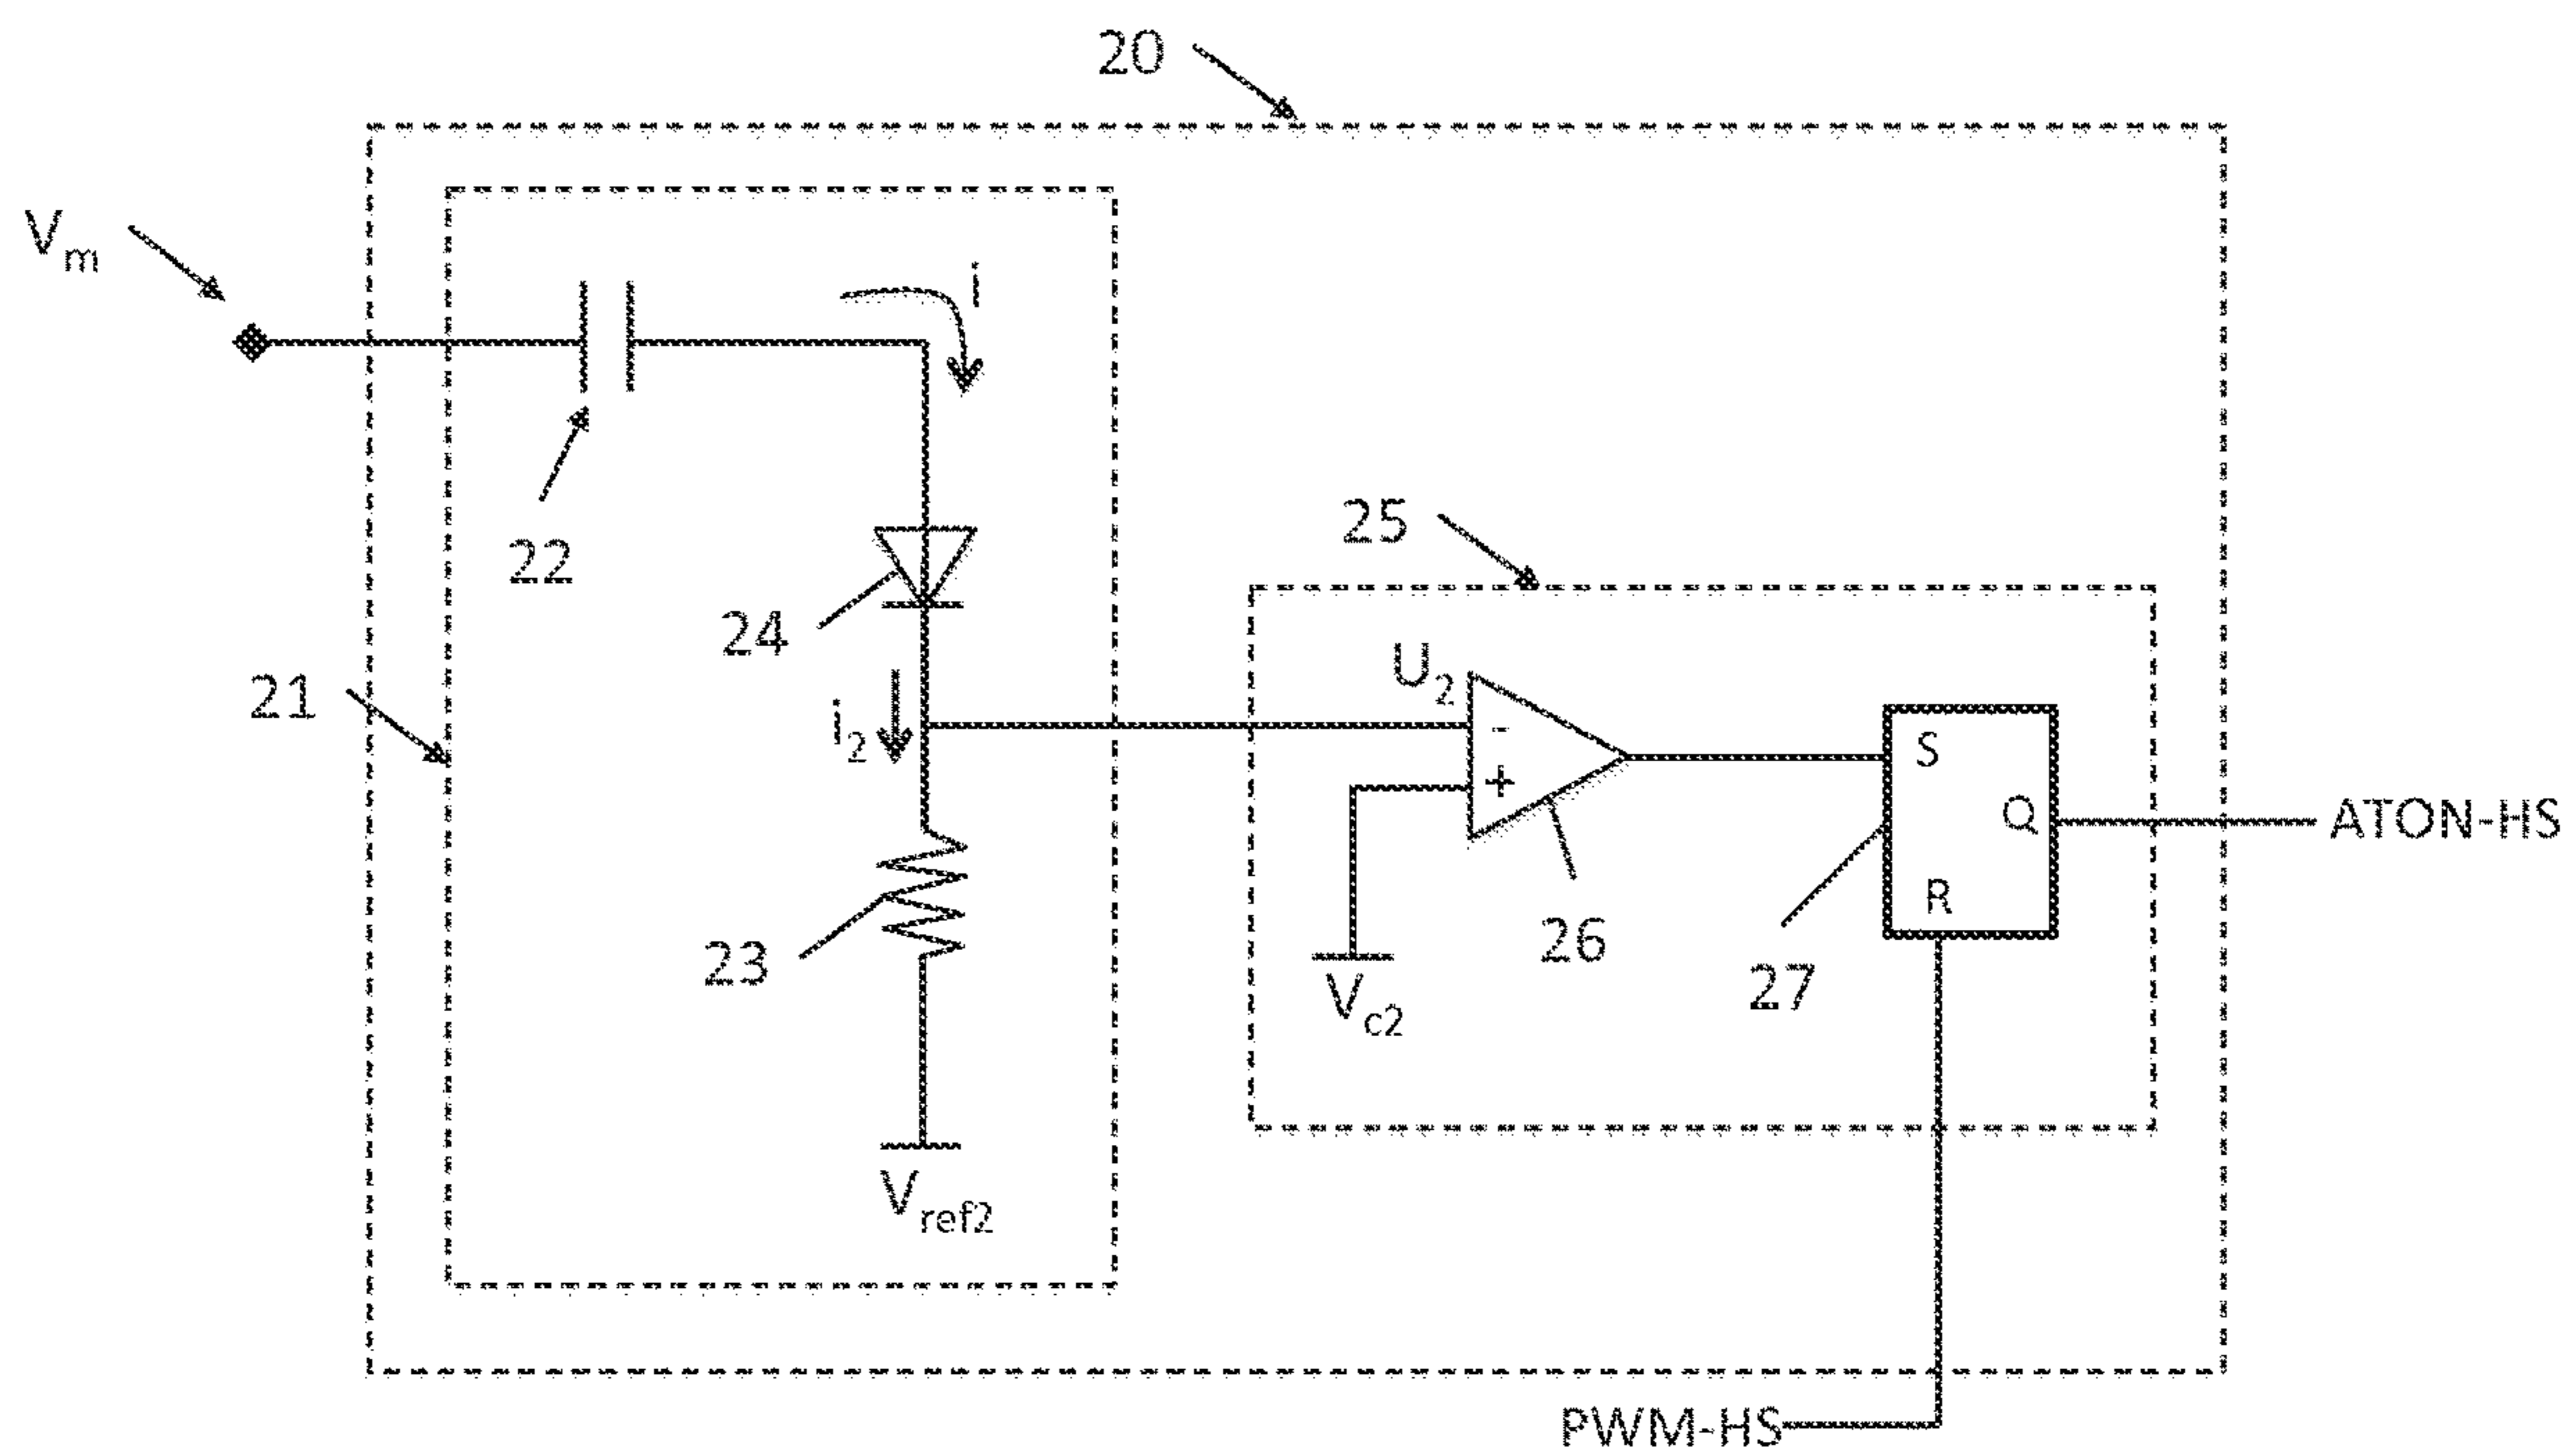 20
Vm
i
22
25
24
U2
21
i2
-
+
S
Q
ATON-HS
R
23
26
27
Vc2
Vref2
PWM-HS